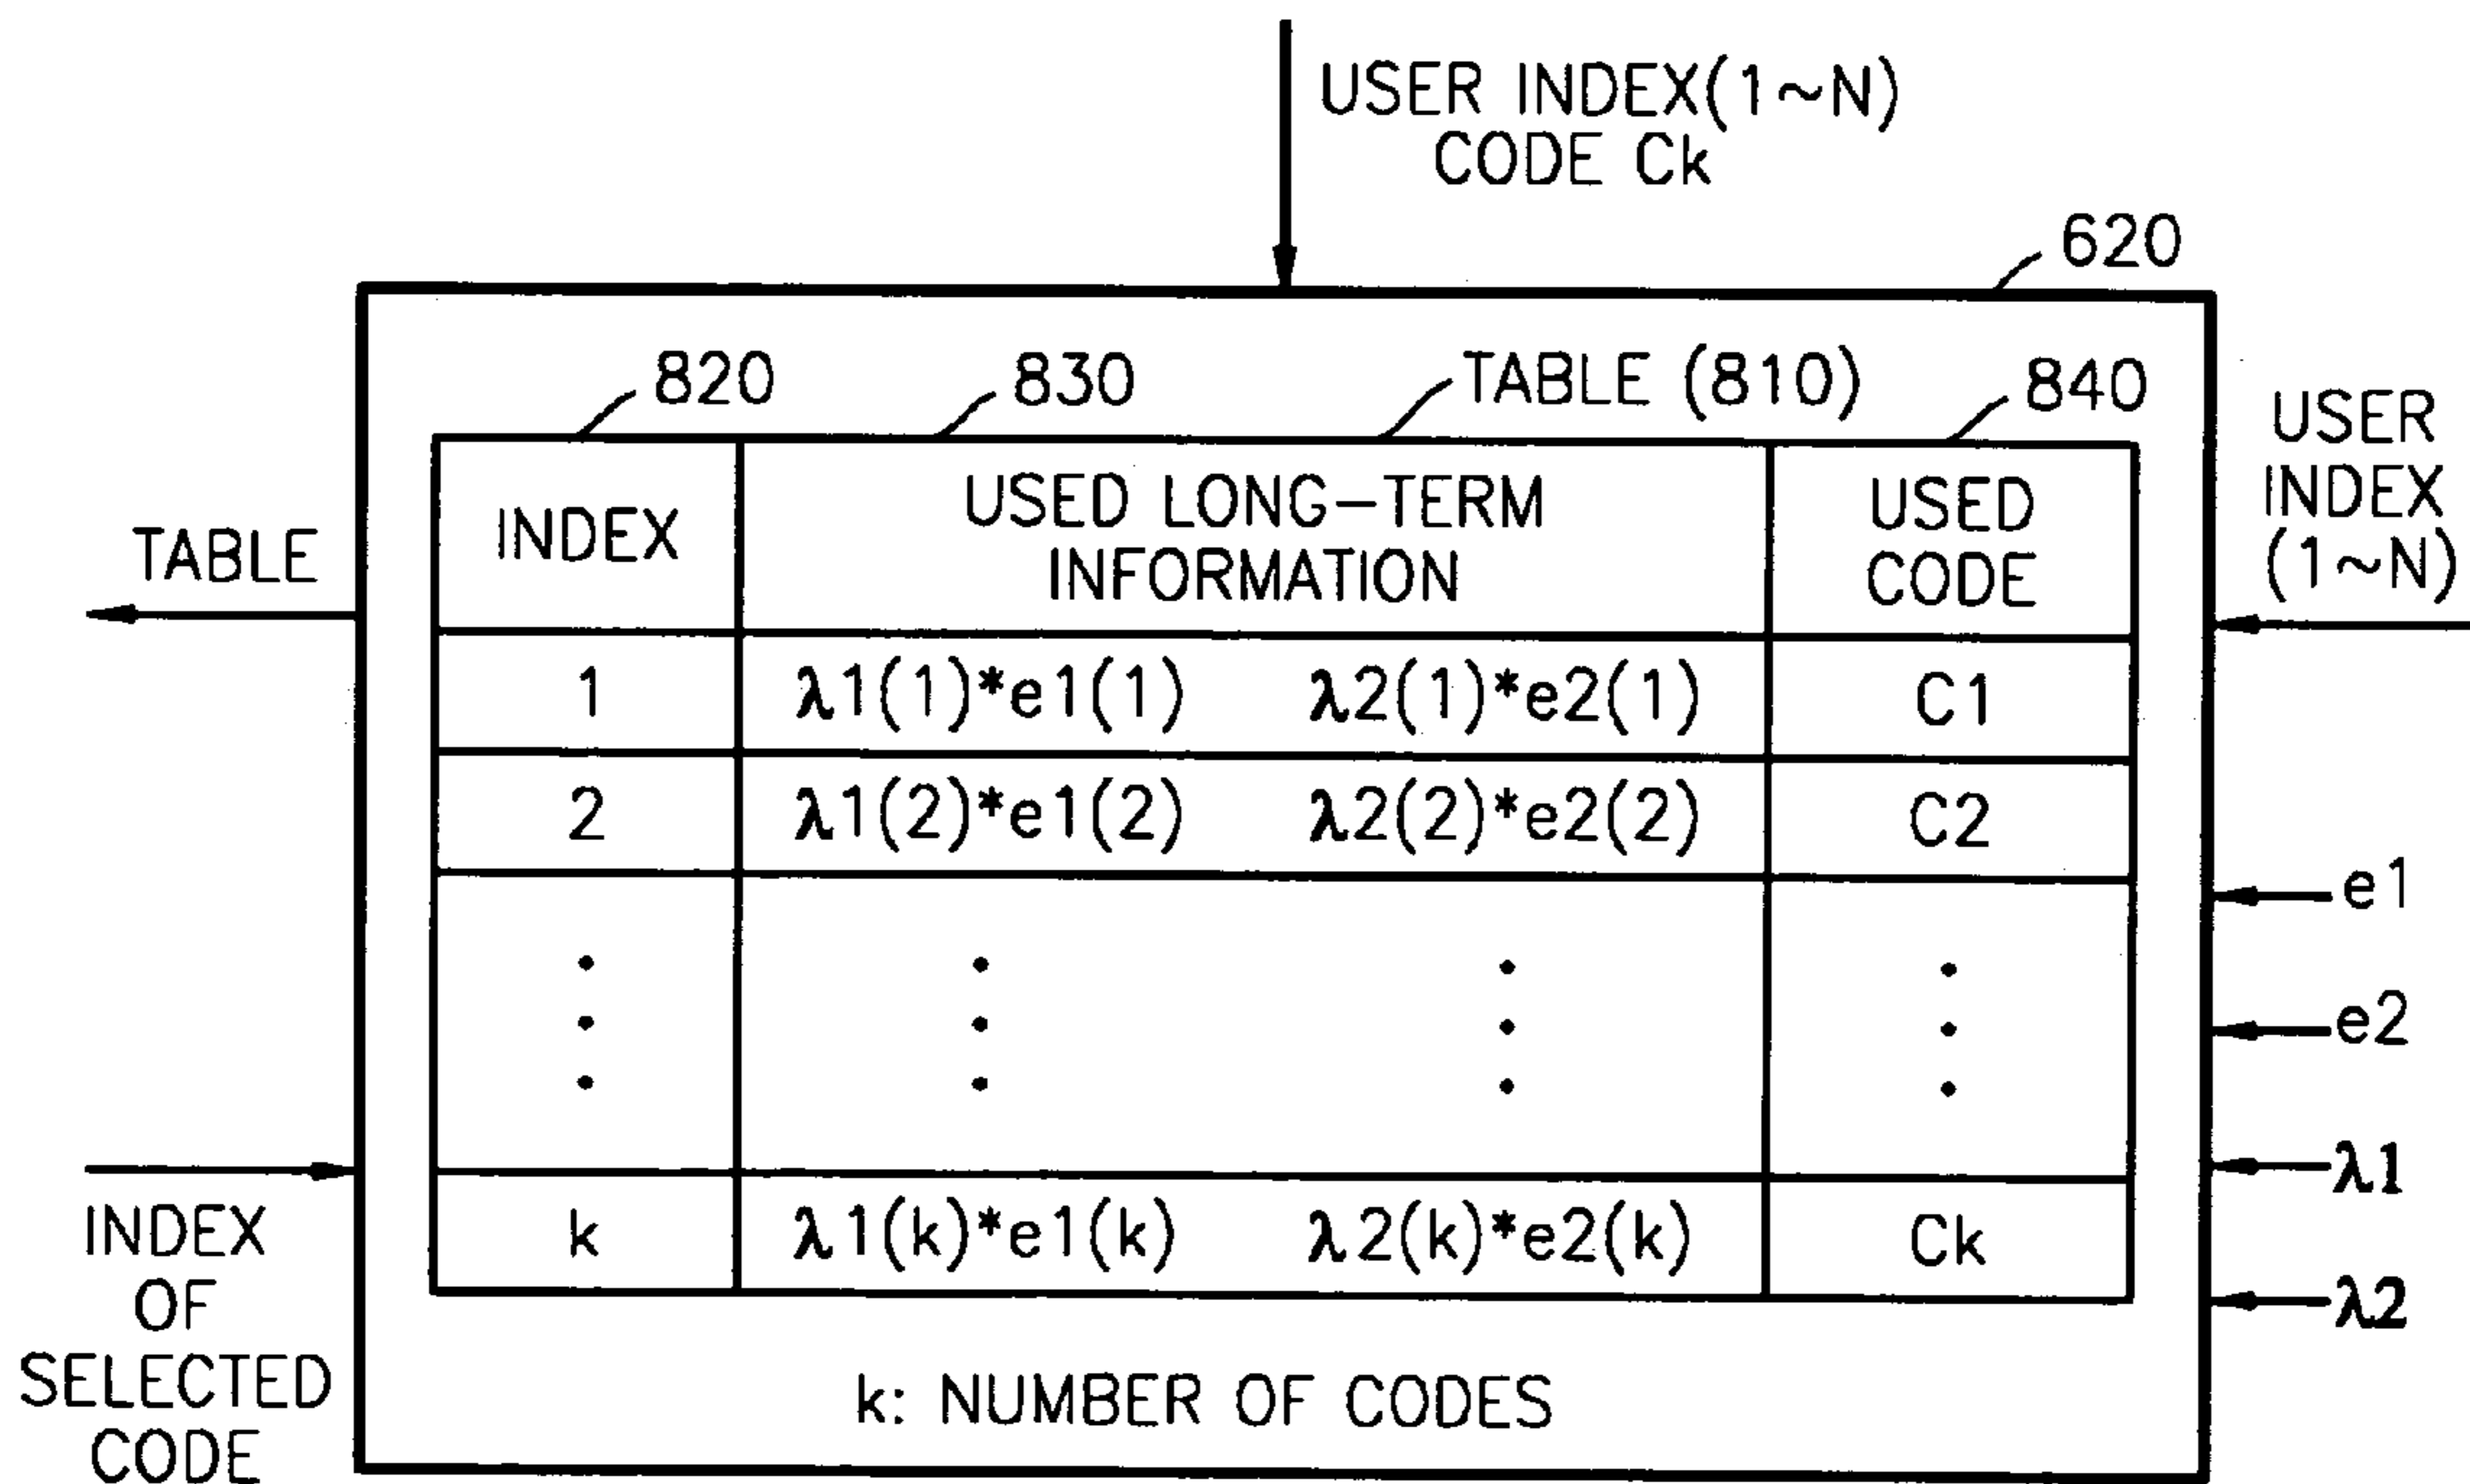 USER INDEX(1~N)
CODE Ck
620
820
830
TABLE (810)
840
USER
INDEX
(1~N)
TABLE
INDEX
USED LONG-TERM
INFORMATION
USED
CODE
1 λ1(1)*e1(1) λ2(1)*e2(1) C1
2 λ1(2)*e1(2) λ2(2)*e2(2) C2
e1
e2
λ1
k λ1(k)*e1(k) λ2(k)*e2(k) Ck
λ2
INDEX
OF
SELECTED
CODE
k: NUMBER OF CODES